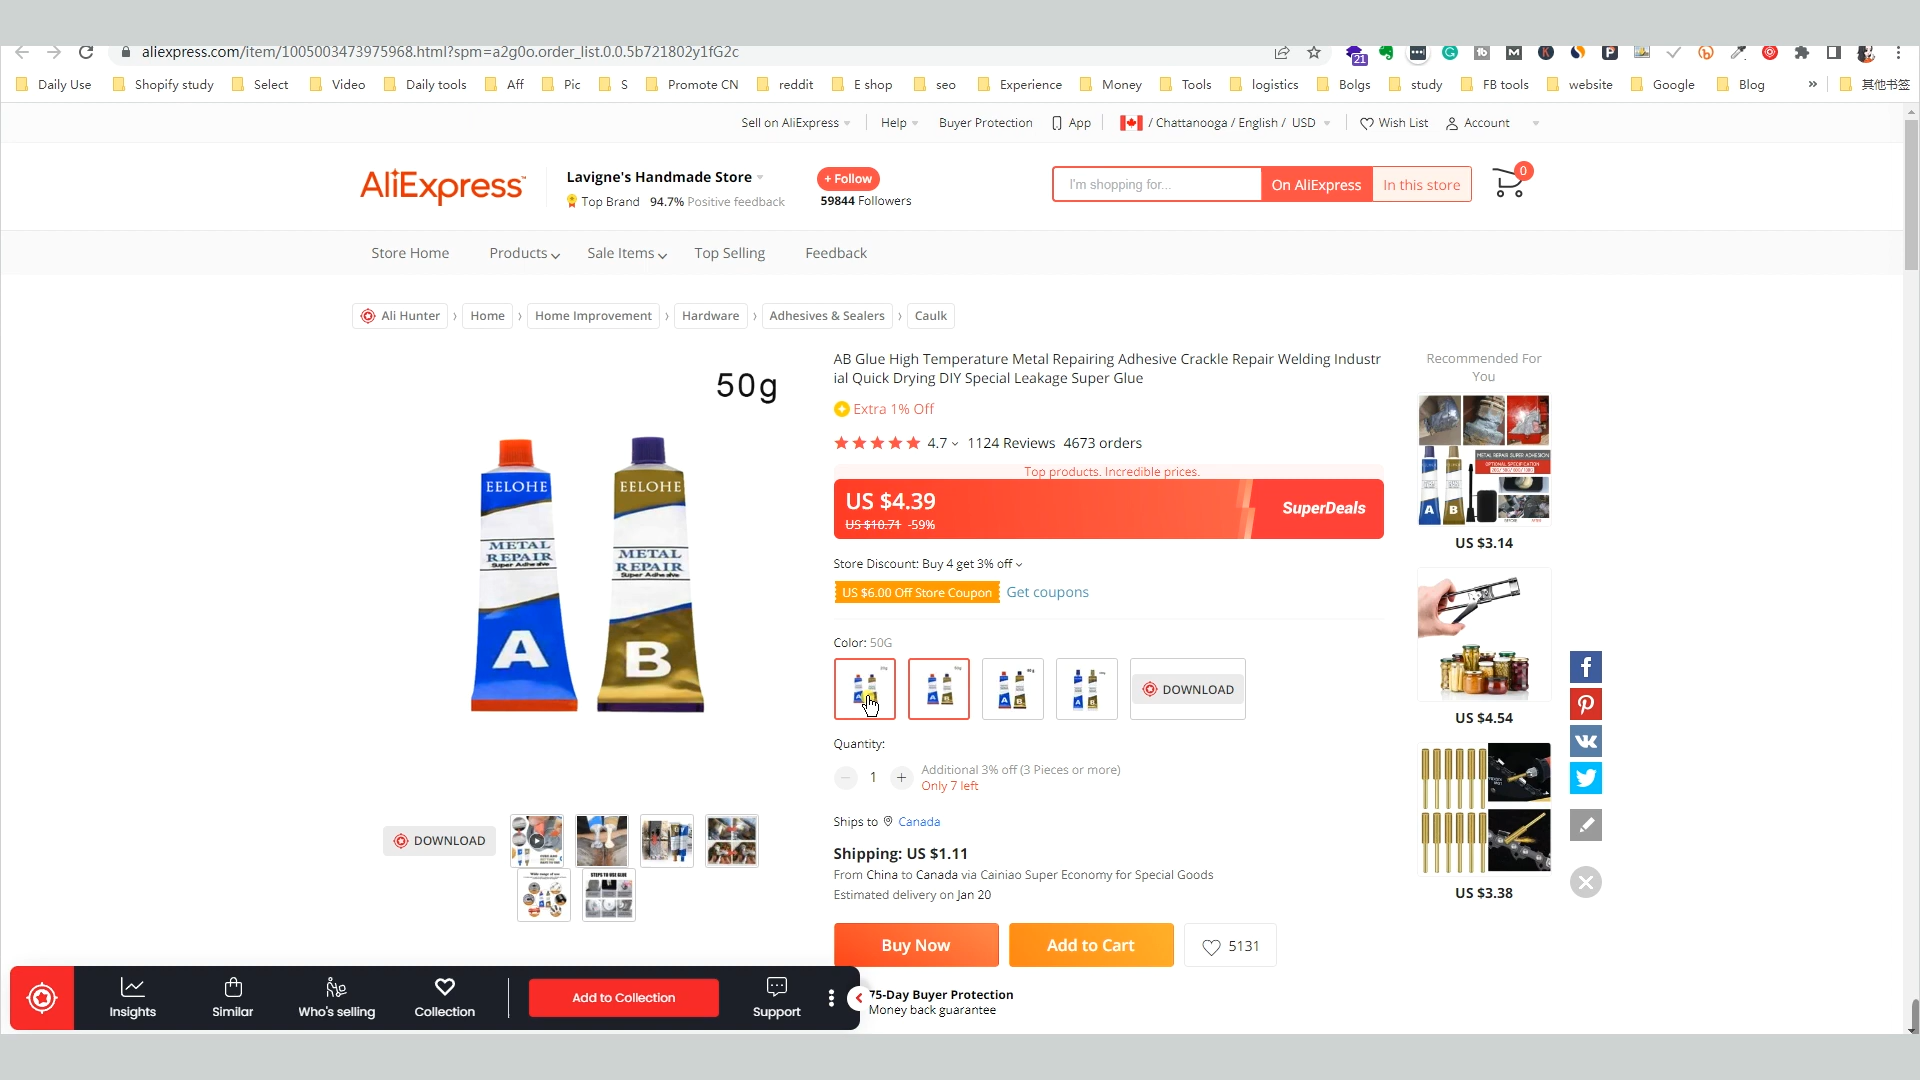 aliexpress.com/item/1005003473975968.html?spm=a2g0o.order_list.0.0.5b721802y1fG2c
21
Daily Use Shopify study Select Video Daily tools Aff Pic S Promote CN reddit E shop seo Experience Money Tools logistics Bolgs study FB tools website Google Blog » 其他书签
Sell on AliExpress Help Buyer Protection App / Chattanooga / English / USD Wish List Account
AliExpress
Lavigne's Handmade Store
Top Brand 94.7% Positive feedback
+ Follow
59844 Followers
I'm shopping for... On AliExpress In this store
0
Store Home Products Sale Items Top Selling Feedback
Ali Hunter › Home › Home Improvement › Hardware › Adhesives & Sealers › Caulk
50g
EELOHE
METAL
REPAIR
Super Adhesive
A
EELOHE
METAL
REPAIR
Super Adhesive
B
DOWNLOAD
STEPS TO USE GLUE
AB Glue High Temperature Metal Repairing Adhesive Crackle Repair Welding Industr
ial Quick Drying DIY Special Leakage Super Glue
Extra 1% Off
4.7 1124 Reviews 4673 orders
Top products. Incredible prices.
US $4.39
US $10.71 -59%
SuperDeals
Store Discount: Buy 4 get 3% off
US $6.00 Off Store Coupon Get coupons
Color: 50G
DOWNLOAD
Quantity:
− 1 + Additional 3% off (3 Pieces or more)
Only 7 left
Ships to Canada
Shipping: US $1.11
From China to Canada via Cainiao Super Economy for Special Goods
Estimated delivery on Jan 20
Buy Now Add to Cart 5131
75-Day Buyer Protection
Money back guarantee
Recommended For
You
A B
US $3.14
US $4.54
US $3.38
Insights Similar Who's selling Collection Add to Collection Support